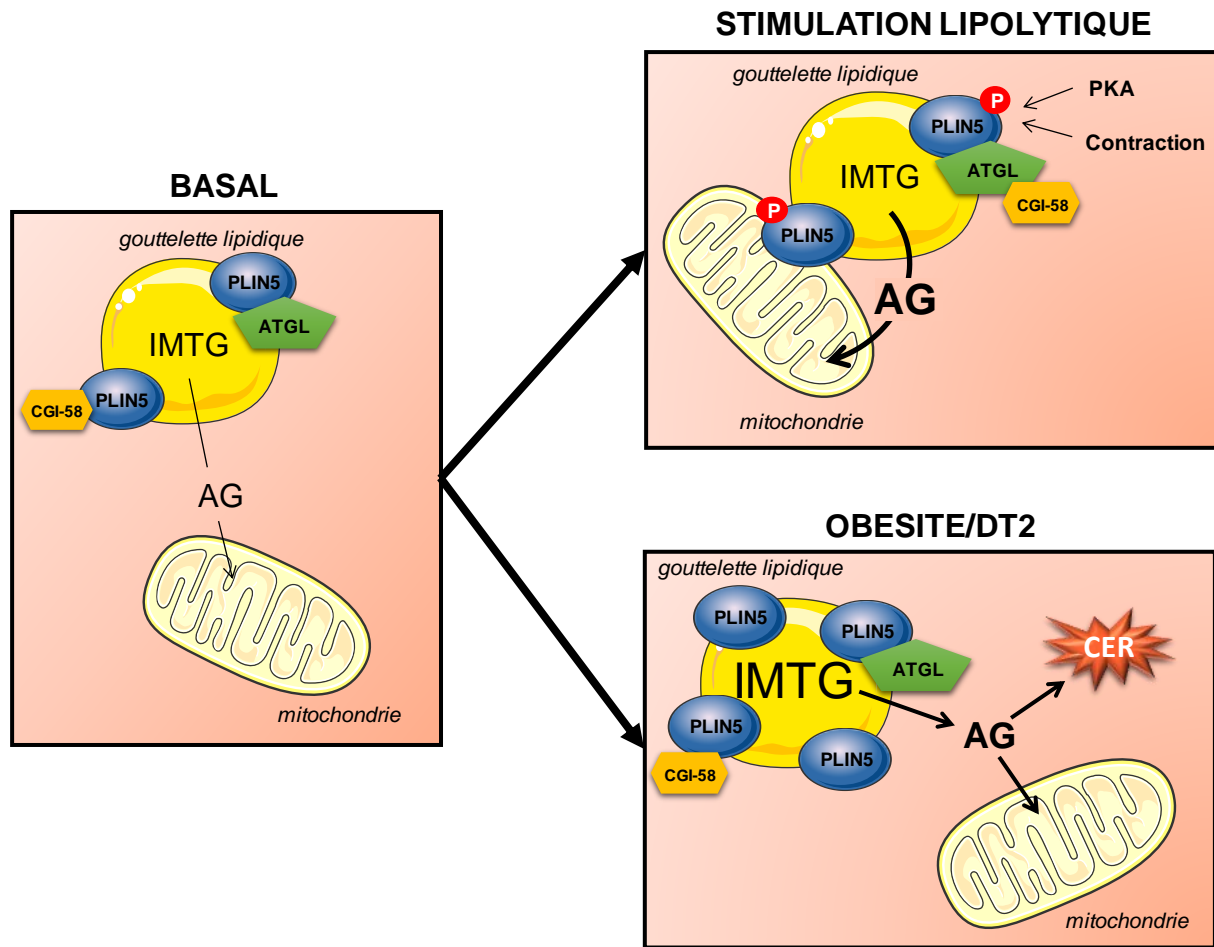 BASAL
gouttelette lipidique
PLIN5
ATGL
IMTG
CGI-58
PLIN5
AG
mitochondrie
STIMULATION LIPOLYTIQUE
gouttelette lipidique
P
PKA
PLIN5
Contraction
ATGL
IMTG
CGI-58
P
PLIN5
AG
mitochondrie
OBESITE/DT2
gouttelette lipidique
PLIN5
PLIN5
CER
ATGL
IMTG
PLIN5
AG
PLIN5
CGI-58
mitochondrie